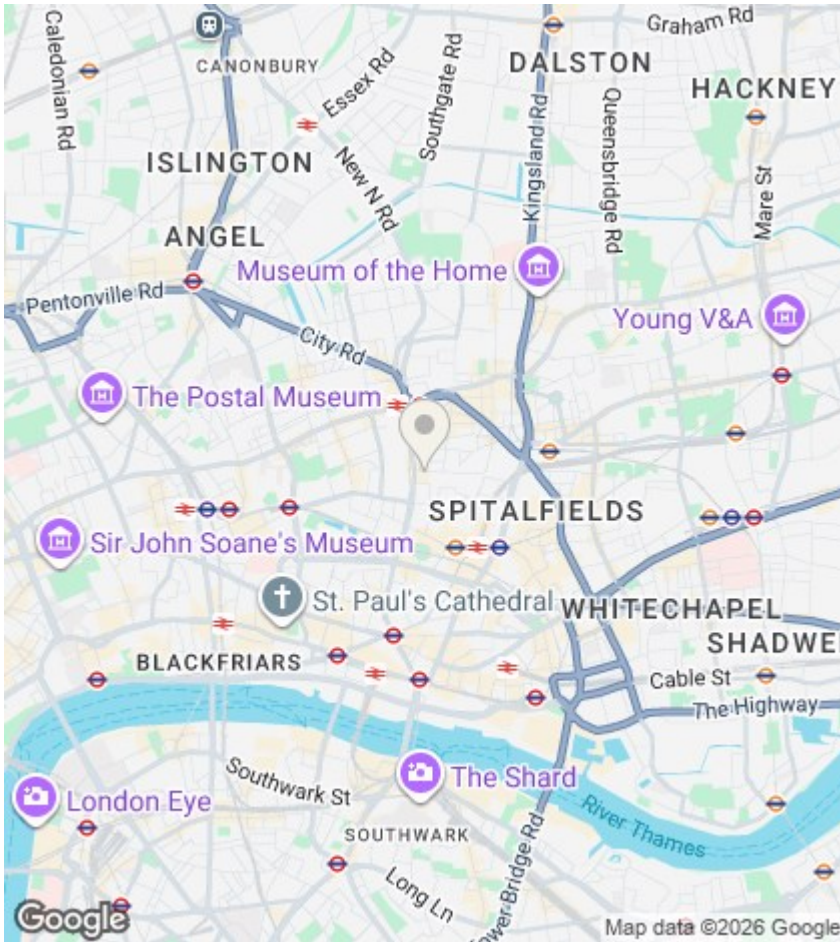 Caledonian Rd
CANONBURY
Essex Rd
Southgate Rd
DALSTON
Graham Rd
HACKNEY
ISLINGTON
New N Rd
Kingsland Rd
Queensbridge Rd
Mare St
ANGEL
Museum of the Home
Pentonville Rd
City Rd
Young V&A
The Postal Museum
SPITALFIELDS
Sir John Soane's Museum
St. Paul's Cathedral
WHITECHAPEL
SHADWE
BLACKFRIARS
Cable St
The Highway
Southwark St
The Shard
London Eye
River Thames
SOUTHWARK
Long Ln
ower Bridge Rd
Google
Map data ©2026 Google